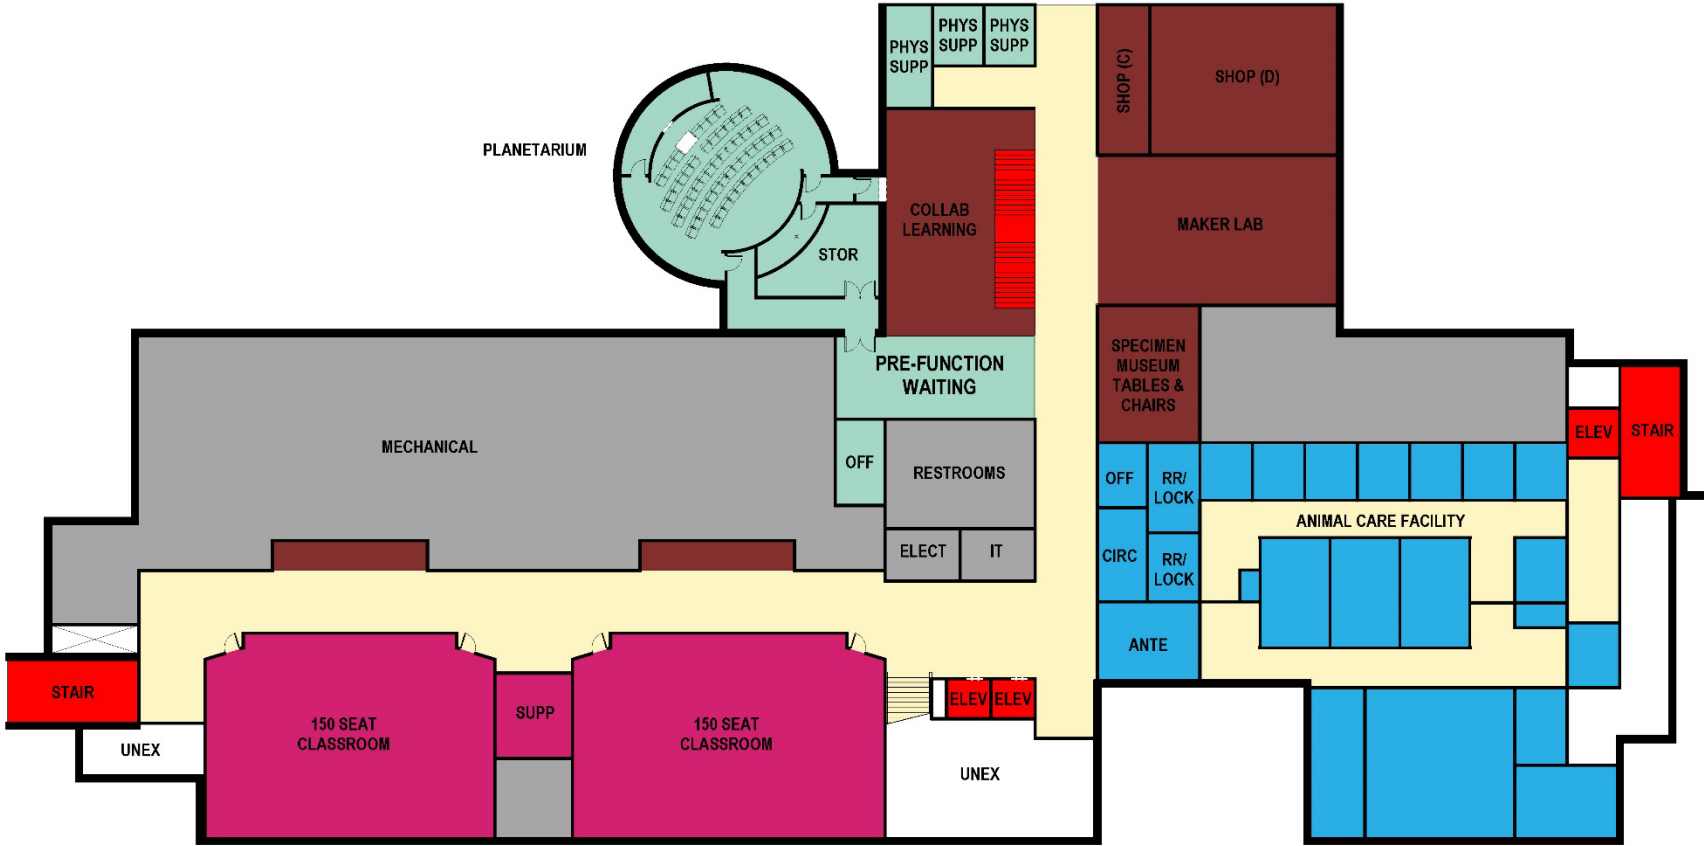 PHYS
SUPP
PHYS
SUPP
PHYS
SUPP
SHOP (C)
SHOP (D)
PLANETARIUM
COLLAB
LEARNING
MAKER LAB
STOR
PRE-FUNCTION
WAITING
SPECIMEN
MUSEUM
TABLES &
CHAIRS
MECHANICAL
OFF
RESTROOMS
ELEV
STAIR
OFF
RR/
LOCK
ANIMAL CARE FACILITY
ELECT
IT
CIRC
RR/
LOCK
ANTE
STAIR
150 SEAT
CLASSROOM
SUPP
150 SEAT
CLASSROOM
ELEV
ELEV
UNEX
UNEX